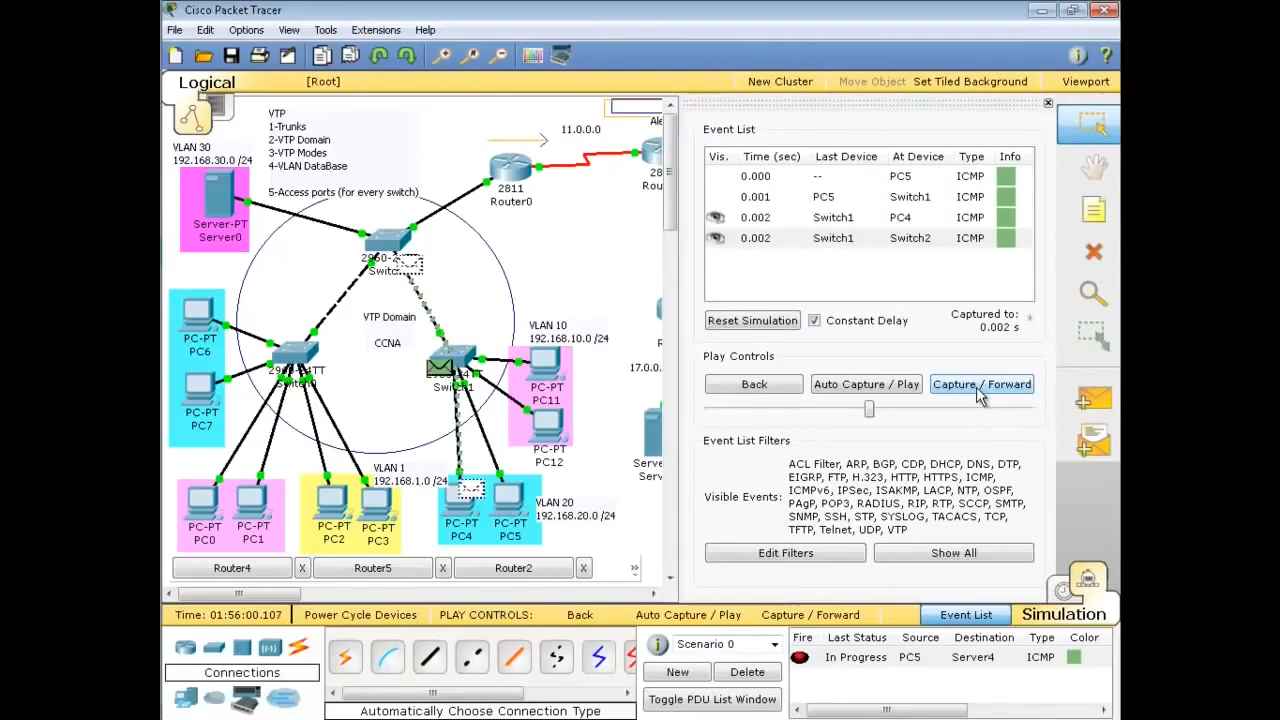 Cisco Packet Tracer
File Edit Options View Tools Extensions Help
Logical [Root] New Cluster Move Object Set Tiled Background Viewport
VTP
1-Trunks
2-VTP Domain
3-VTP Modes
4-VLAN DataBase
5-Access ports (for every switch)
VLAN 30
192.168.30.0 /24
Server-PT
Server0
11.0.0.0
2811
Router0
PC-PT
PC6
PC-PT
PC7
VTP Domain
CCNA
VLAN 10
192.168.10.0 /24
PC-PT
PC11
PC-PT
PC12
17.0.0
VLAN 1
192.168.1.0 /24
PC-PT
PC0
PC-PT
PC1
PC-PT
PC2
PC-PT
PC3
PC-PT
PC4
PC-PT
PC5
VLAN 20
192.168.20.0 /24
Router4 X Router5 X Router2 X
Event List
Vis. Time (sec) Last Device At Device Type Info
0.000 -- PC5 ICMP
0.001 PC5 Switch1 ICMP
0.002 Switch1 PC4 ICMP
0.002 Switch1 Switch2 ICMP
Reset Simulation Constant Delay Captured to:
0.002 s
Play Controls
Back Auto Capture / Play Capture / Forward
Event List Filters
Visible Events:
ACL Filter, ARP, BGP, CDP, DHCP, DNS, DTP,
EIGRP, FTP, H.323, HTTP, HTTPS, ICMP,
ICMPv6, IPSec, ISAKMP, LACP, NTP, OSPF,
PAgP, POP3, RADIUS, RIP, RTP, SCCP, SMTP,
SNMP, SSH, STP, SYSLOG, TACACS, TCP,
TFTP, Telnet, UDP, VTP
Edit Filters Show All
Time: 01:56:00.107 Power Cycle Devices PLAY CONTROLS: Back Auto Capture / Play Capture / Forward Event List Simulation
Connections
Automatically Choose Connection Type
Scenario 0
New Delete
Toggle PDU List Window
Fire Last Status Source Destination Type Color
In Progress PC5 Server4 ICMP